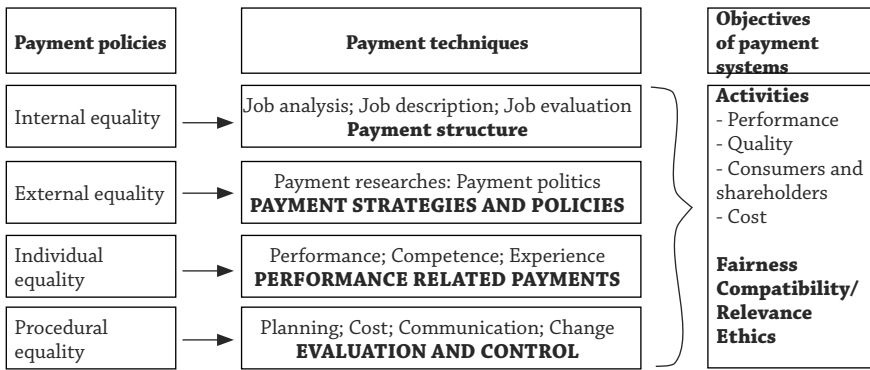 Payment policies
Payment techniques
Objectives
of payment
systems
Internal equality
Job analysis; Job description; Job evaluation
Payment structure
External equality
Payment researches: Payment politics
PAYMENT STRATEGIES AND POLICIES
Individual
equality
Performance; Competence; Experience
PERFORMANCE RELATED PAYMENTS
Procedural
equality
Planning; Cost; Communication; Change
EVALUATION AND CONTROL
Activities
- Performance
- Quality
- Consumers and
shareholders
- Cost
Fairness
Compatibility/
Relevance
Ethics